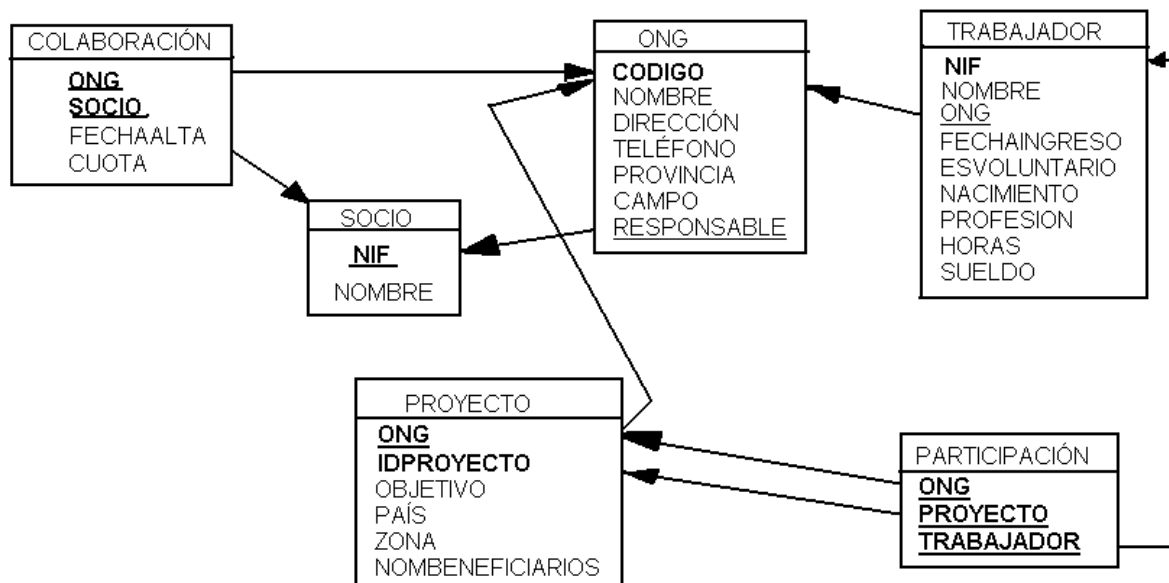 COLABORACIÓN
ONG
SOCIO
FECHAALTA
CUOTA
ONG
CODIGO
NOMBRE
DIRECCIÓN
TELÉFONO
PROVINCIA
CAMPO
RESPONSABLE
TRABAJADOR
NIF
NOMBRE
ONG
FECHAINGRESO
ESVOLUNTARIO
NACIMIENTO
PROFESION
HORAS
SUELDO
SOCIO
NIF
NOMBRE
PROYECTO
ONG
IDPROYECTO
OBJETIVO
PAÍS
ZONA
NOMBENEFICIARIOS
PARTICIPACIÓN
ONG
PROYECTO
TRABAJADOR